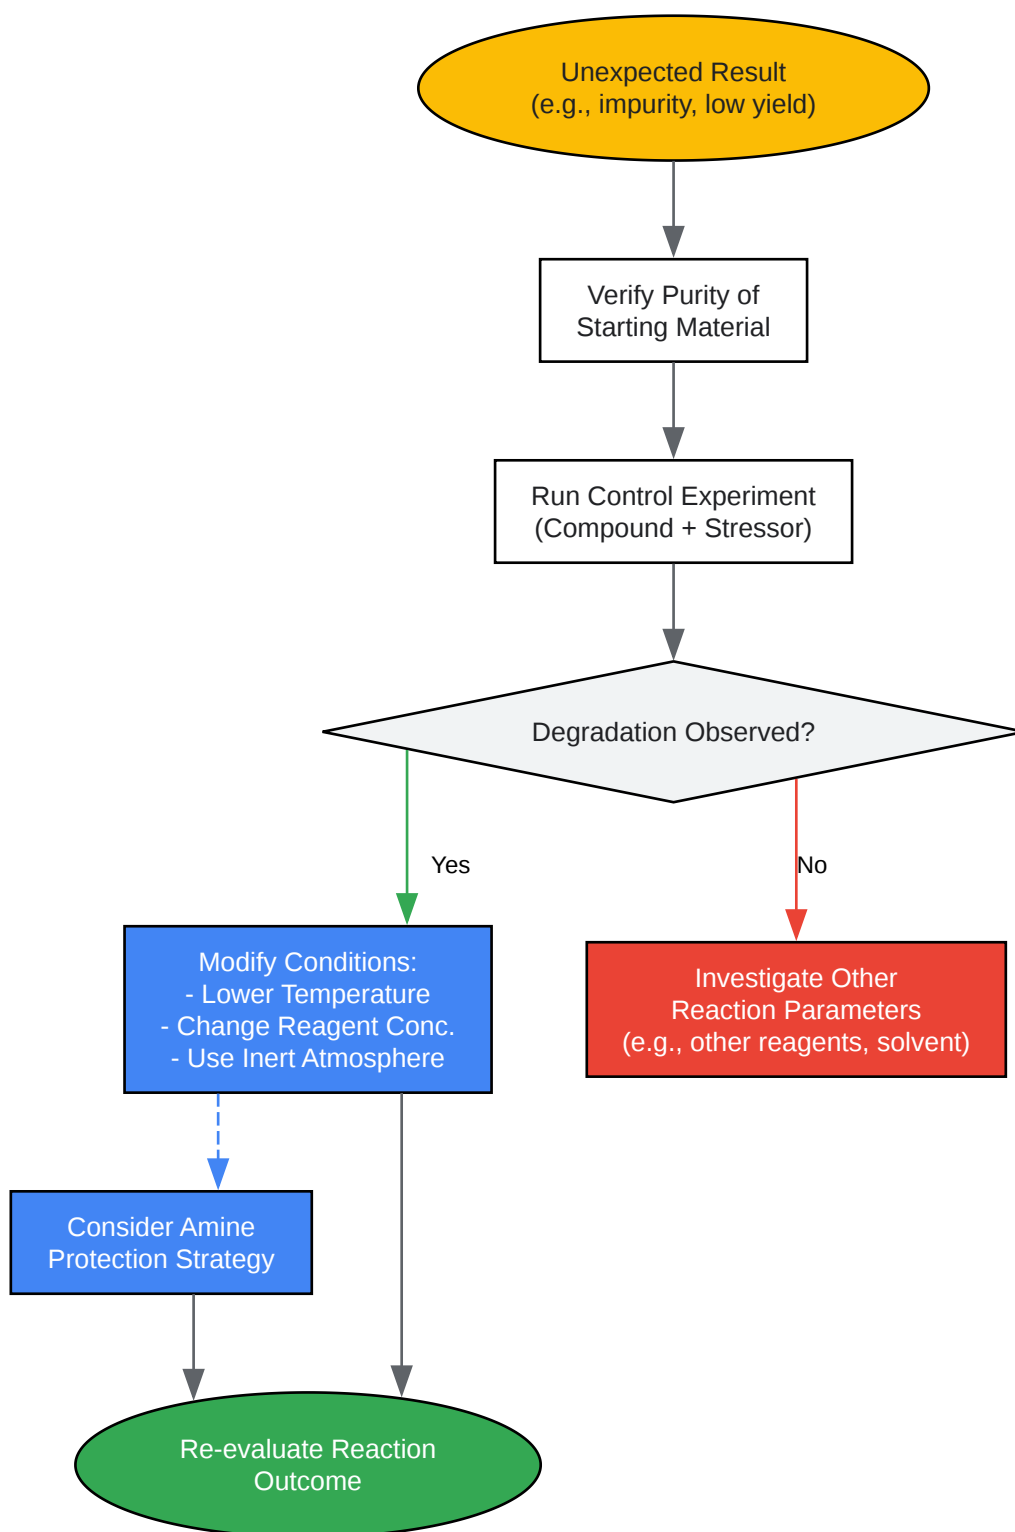 Unexpected Result
(e.g., impurity, low yield)
Verify Purity of
Starting Material
Run Control Experiment
(Compound + Stressor)
Degradation Observed?
Yes
No
Modify Conditions:
- Lower Temperature
- Change Reagent Conc.
- Use Inert Atmosphere
Investigate Other
Reaction Parameters
(e.g., other reagents, solvent)
Consider Amine
Protection Strategy
Re-evaluate Reaction
Outcome